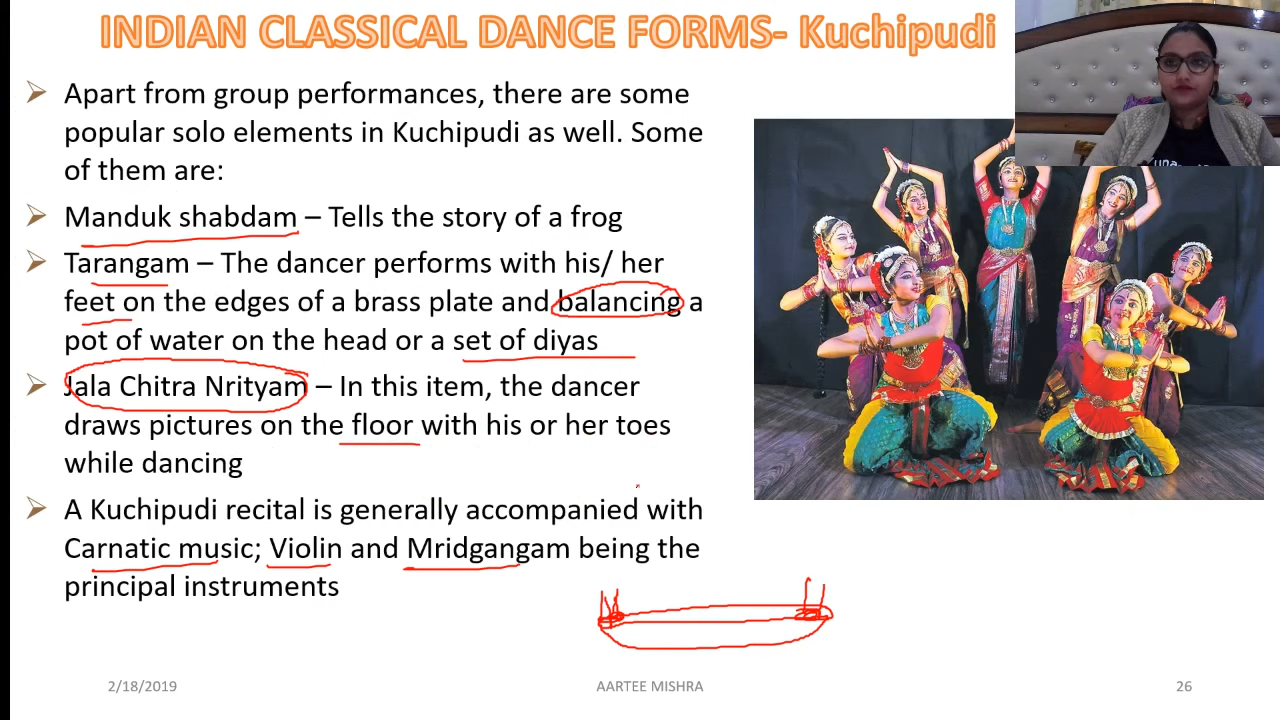 INDIAN CLASSICAL DANCE FORMS- Kuchipudi
Apart from group performances, there are some
popular solo elements in Kuchipudi as well. Some
of them are:
Manduk shabdam – Tells the story of a frog
Tarangam – The dancer performs with his/ her
feet on the edges of a brass plate and balancing a
pot of water on the head or a set of diyas
Jala Chitra Nrityam – In this item, the dancer
draws pictures on the floor with his or her toes
while dancing
A Kuchipudi recital is generally accompanied with
Carnatic music; Violin and Mridgangam being the
principal instruments
2/18/2019
AARTEE MISHRA
26